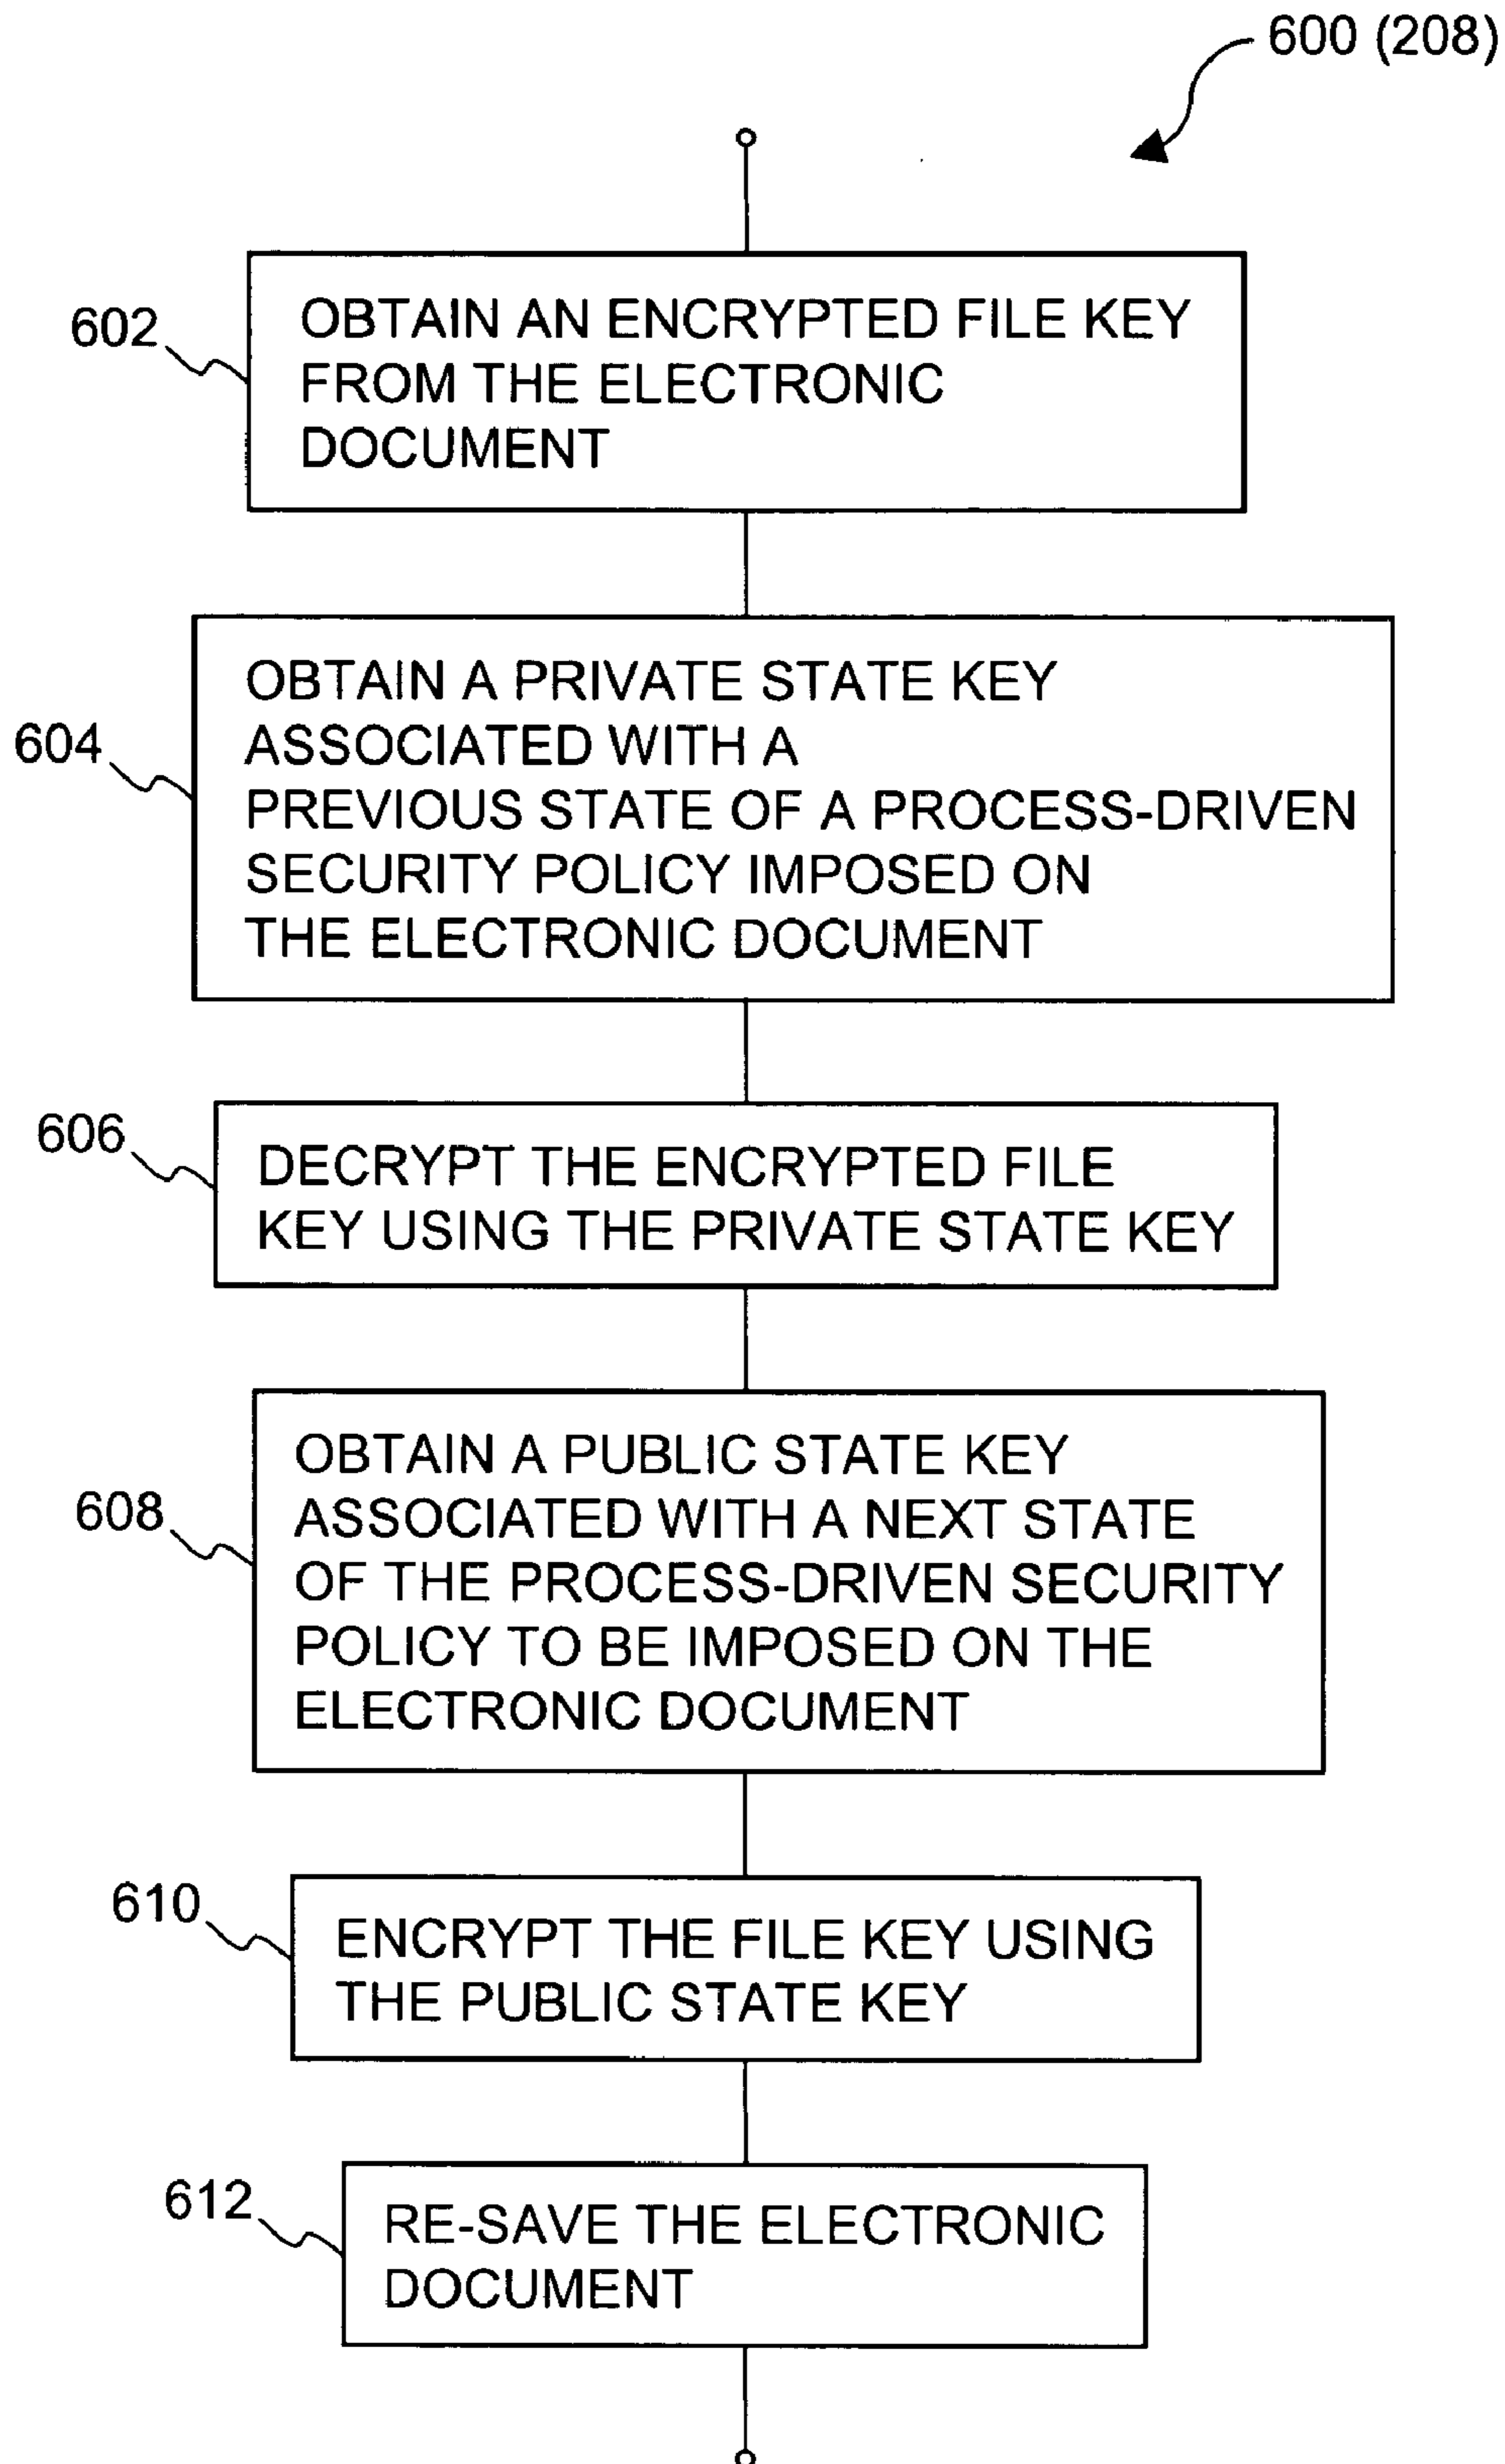 600 (208)
602
OBTAIN AN ENCRYPTED FILE KEY
FROM THE ELECTRONIC
DOCUMENT
604
OBTAIN A PRIVATE STATE KEY
ASSOCIATED WITH A
PREVIOUS STATE OF A PROCESS-DRIVEN
SECURITY POLICY IMPOSED ON
THE ELECTRONIC DOCUMENT
606
DECRYPT THE ENCRYPTED FILE
KEY USING THE PRIVATE STATE KEY
608
OBTAIN A PUBLIC STATE KEY
ASSOCIATED WITH A NEXT STATE
OF THE PROCESS-DRIVEN SECURITY
POLICY TO BE IMPOSED ON THE
ELECTRONIC DOCUMENT
610
ENCRYPT THE FILE KEY USING
THE PUBLIC STATE KEY
612
RE-SAVE THE ELECTRONIC
DOCUMENT